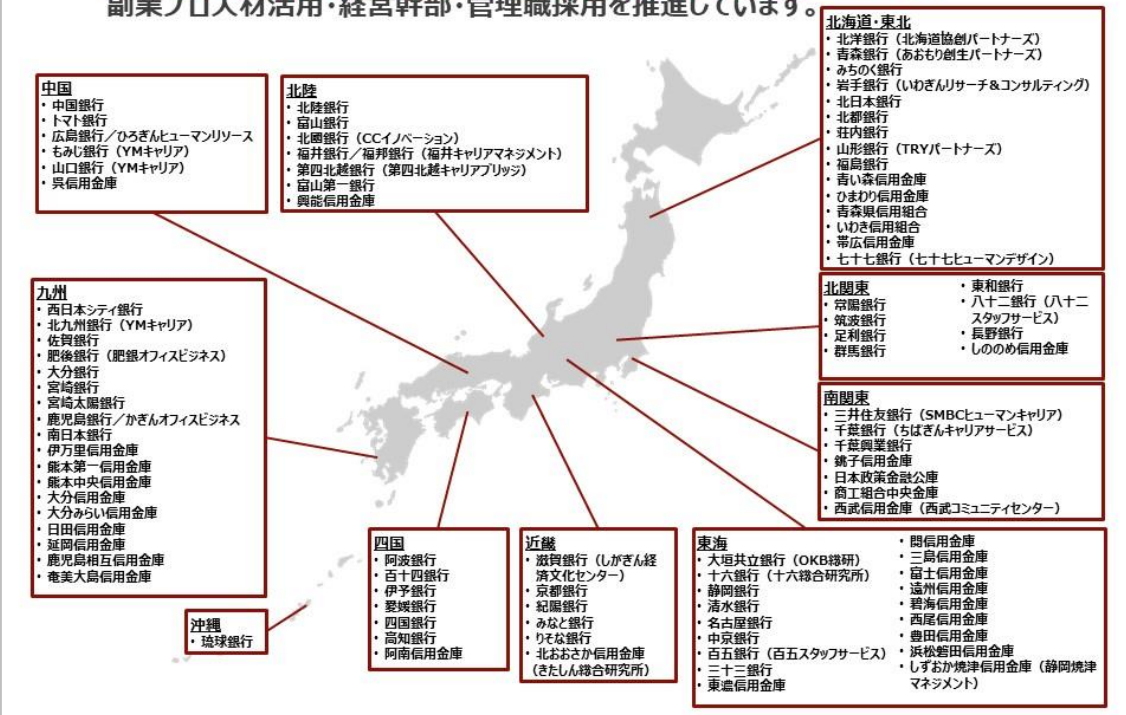 副業プロ人材活用・経営幹部・管理職採用を推進しています。
北海道・東北
・北洋銀行（北海道協創パートナーズ）
・青森銀行（あおもり創生パートナーズ）
・みちのく銀行
・岩手銀行（いわぎんリサーチ＆コンサルティング）
・北日本銀行
・北都銀行
・荘内銀行
・山形銀行（TRYパートナーズ）
・福島銀行
・青い森信用金庫
・ひまわり信用金庫
・青森県信用組合
・いわき信用組合
・帯広信用金庫
・七十七銀行（七十七ヒューマンデザイン）
中国
・中国銀行
・トマト銀行
・広島銀行／ひろぎんヒューマンリソース
・もみじ銀行（YMキャリア）
・山口銀行（YMキャリア）
・呉信用金庫
北陸
・北陸銀行
・富山銀行
・北國銀行（CCイノベーション）
・福井銀行／福邦銀行（福井キャリアマネジメント）
・第四北越銀行（第四北越キャリアブリッジ）
・富山第一銀行
・興能信用金庫
九州
・西日本シティ銀行
・北九州銀行（YMキャリア）
・佐賀銀行
・肥後銀行（肥銀オフィスビジネス）
・大分銀行
・宮崎銀行
・宮崎太陽銀行
・鹿児島銀行／かぎんオフィスビジネス
・南日本銀行
・伊万里信用金庫
・熊本第一信用金庫
・熊本中央信用金庫
・大分信用金庫
・大分みらい信用金庫
・日田信用金庫
・延岡信用金庫
・鹿児島相互信用金庫
・奄美大島信用金庫
北関東
・常陽銀行
・筑波銀行
・足利銀行
・群馬銀行
・東和銀行
・八十二銀行（八十二
スタッフサービス）
・長野銀行
・しののめ信用金庫
南関東
・三井住友銀行（SMBCヒューマンキャリア）
・千葉銀行（ちばぎんキャリアサービス）
・千葉興業銀行
・銚子信用金庫
・日本政策金融公庫
・商工組合中央金庫
・西武信用金庫（西武コミュニティセンター）
沖縄
・琉球銀行
四国
・阿波銀行
・百十四銀行
・伊予銀行
・愛媛銀行
・四国銀行
・高知銀行
・阿南信用金庫
近畿
・滋賀銀行（しがぎん経
済文化センター）
・京都銀行
・紀陽銀行
・みなと銀行
・りそな銀行
・北おおさか信用金庫
（きたしん総合研究所）
東海
・大垣共立銀行（OKB総研）
・十六銀行（十六総合研究所）
・静岡銀行
・清水銀行
・名古屋銀行
・中京銀行
・百五銀行（百五スタッフサービス）
・三十三銀行
・東濃信用金庫
・関信用金庫
・三島信用金庫
・富士信用金庫
・遠州信用金庫
・碧海信用金庫
・西尾信用金庫
・豊田信用金庫
・浜松磐田信用金庫
・しずおか焼津信用金庫（静岡焼津
マネジメント）